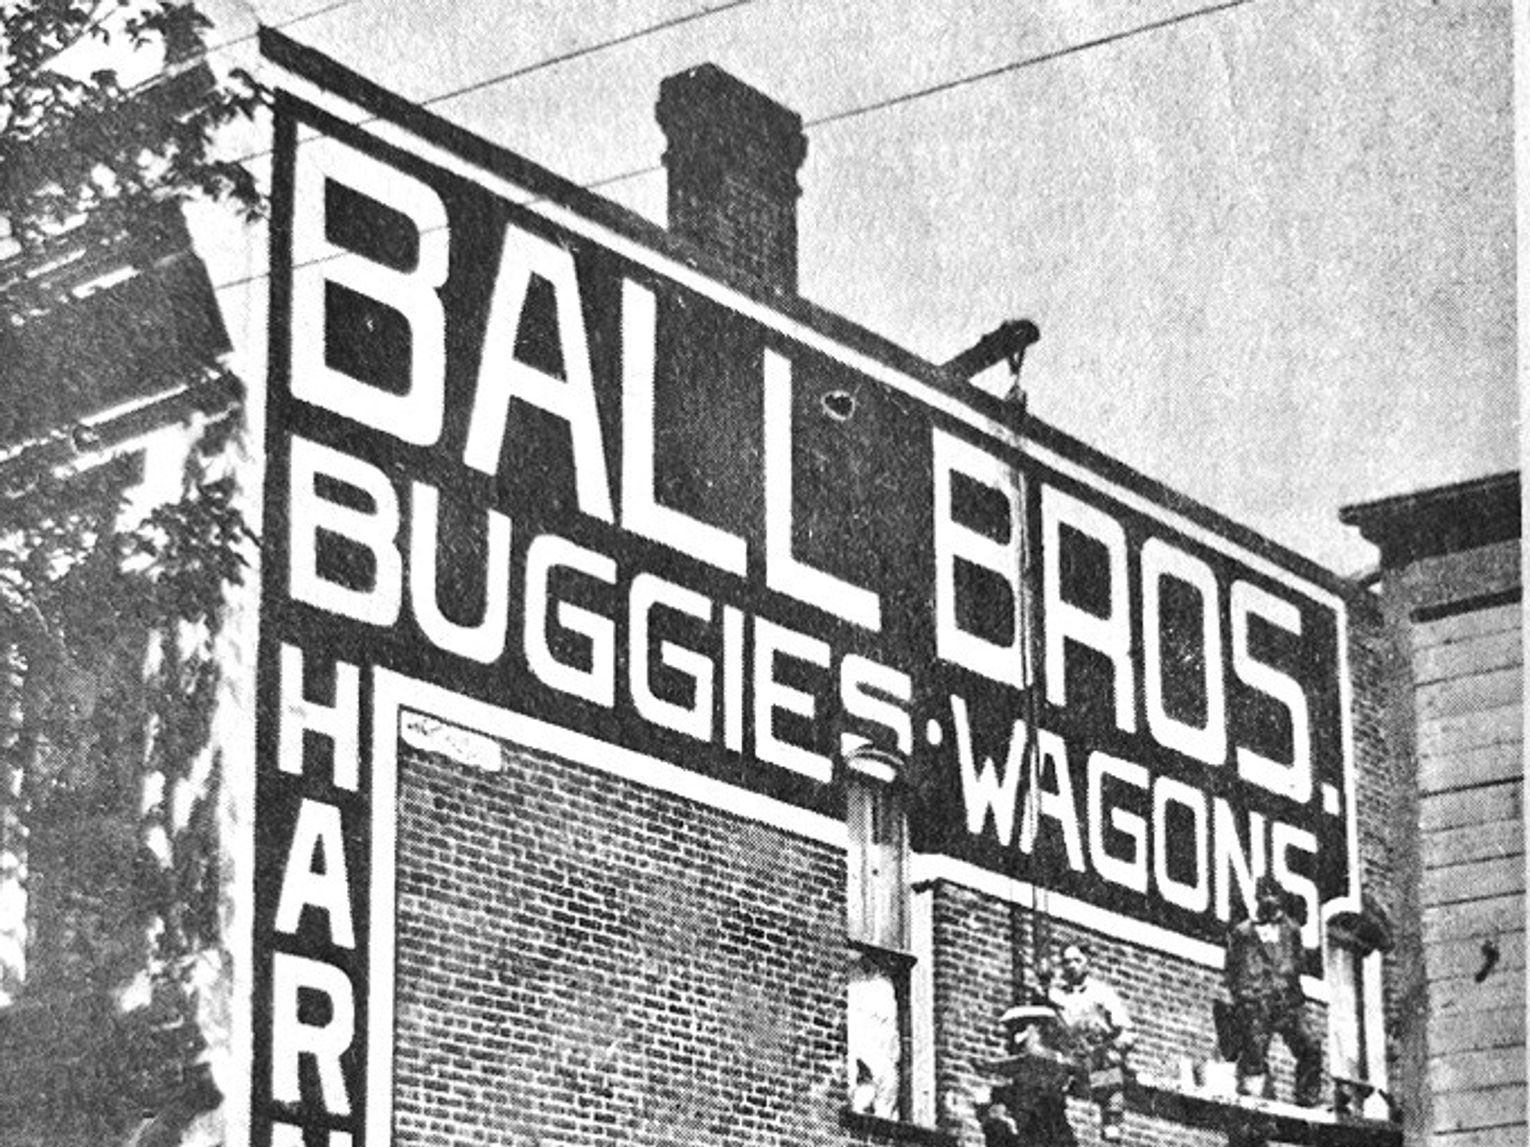 BALL BROS.
BUGGIES · WAGONS
HAR